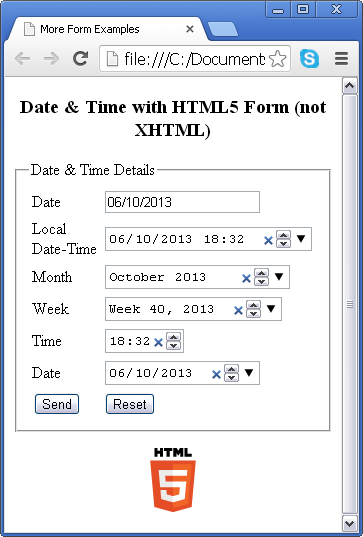 More Form Examples
file:///C:/Document
Date & Time with HTML5 Form (not
XHTML)
Date & Time Details
Date 06/10/2013
Local
Date-Time 06/10/2013 18:32
Month October 2013
Week Week 40, 2013
Time 18:32
Date 06/10/2013
Send Reset
HTML
5